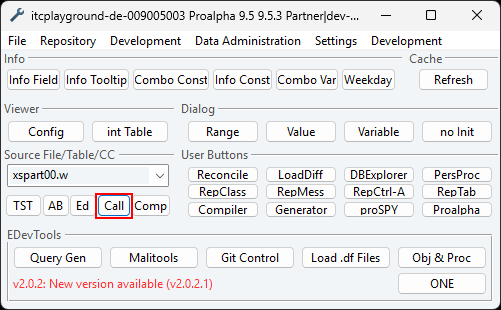 itcplayground-de-009005003 Proalpha 9.5 9.5.3 Partner|dev-...
File Repository Development Data Administration Settings Development
Info Cache
Info Field Info Tooltip Combo Const Info Const Combo Var Weekday Refresh
Viewer Dialog
Config int Table Range Value Variable no Init
Source File/Table/CC User Buttons
xspart00.w Reconcile LoadDiff DBExplorer PersProc
RepClass RepMess RepCtrl-A RepTab
TST AB Ed Call Comp Compiler Generator proSPY Proalpha
EDevTools
Query Gen Malitools Git Control Load .df Files Obj & Proc
v2.0.2: New version available (v2.0.2.1) ONE